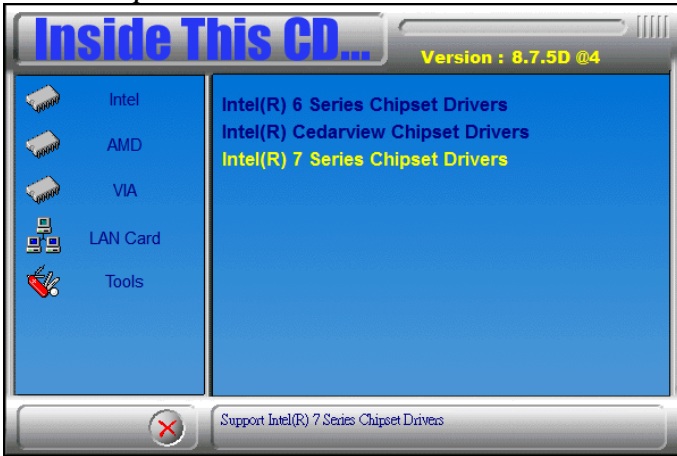 Inside This CD...
Version : 8.7.5D @4
Intel
AMD
VIA
LAN Card
Tools
Intel(R) 6 Series Chipset Drivers
Intel(R) Cedarview Chipset Drivers
Intel(R) 7 Series Chipset Drivers
Support Intel(R) 7 Series Chipset Drivers